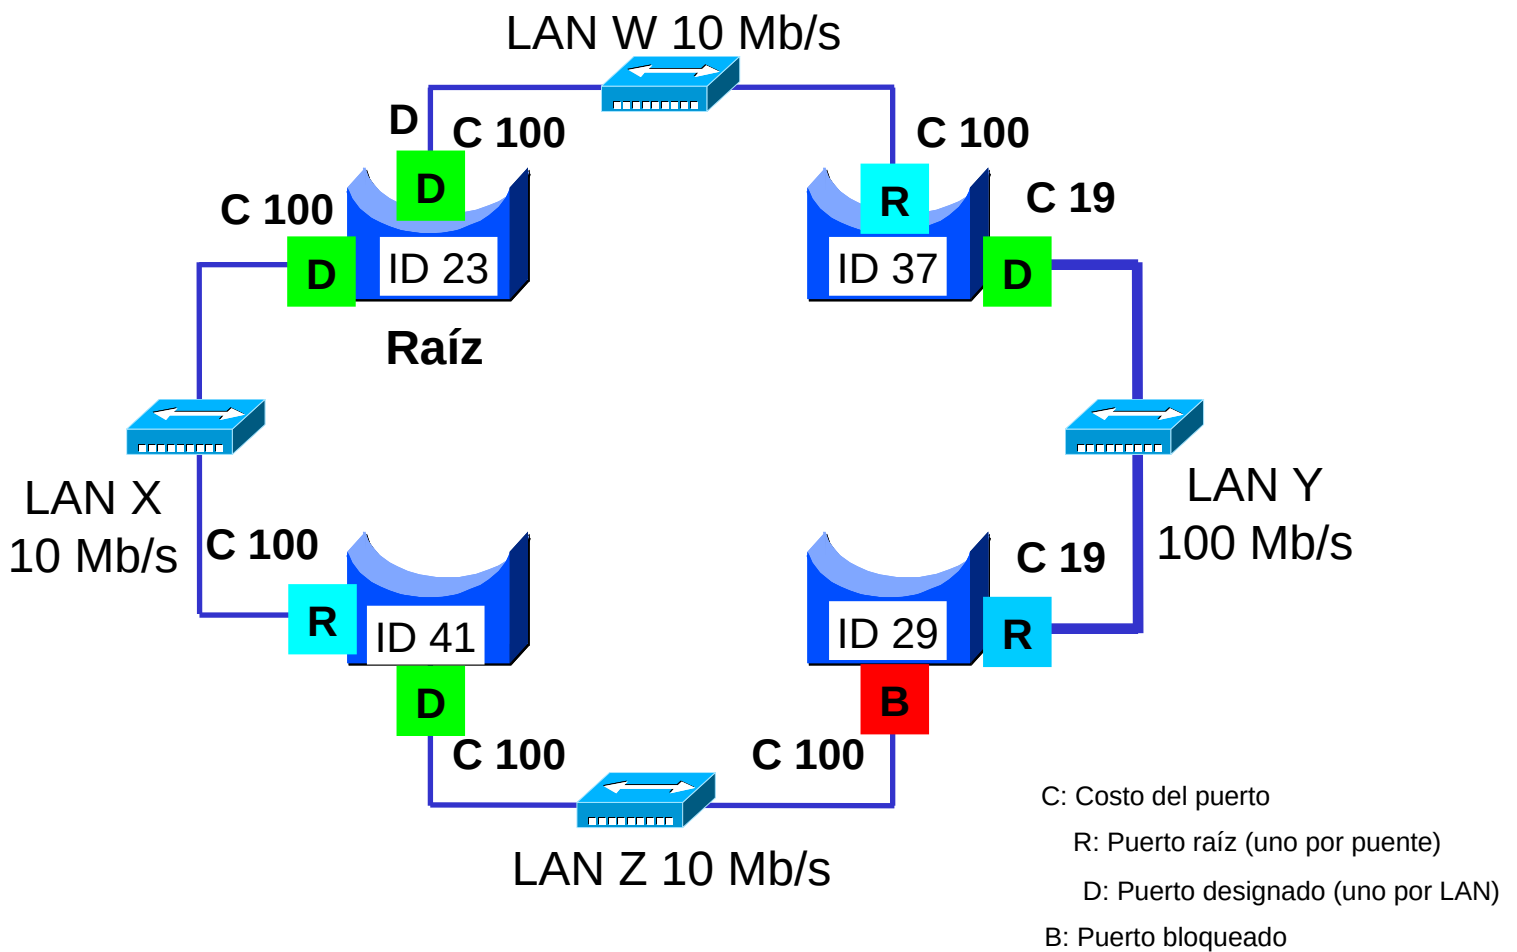 LAN W 10 Mb/s
D
C 100
C 100
D
R
C 100
C 19
D
ID 23
ID 37
D
Raíz
LAN X
10 Mb/s
LAN Y
100 Mb/s
C 100
C 19
R
ID 41
ID 29
R
D
B
C 100
C 100
LAN Z 10 Mb/s
C: Costo del puerto
R: Puerto raíz (uno por puente)
D: Puerto designado (uno por LAN)
B: Puerto bloqueado